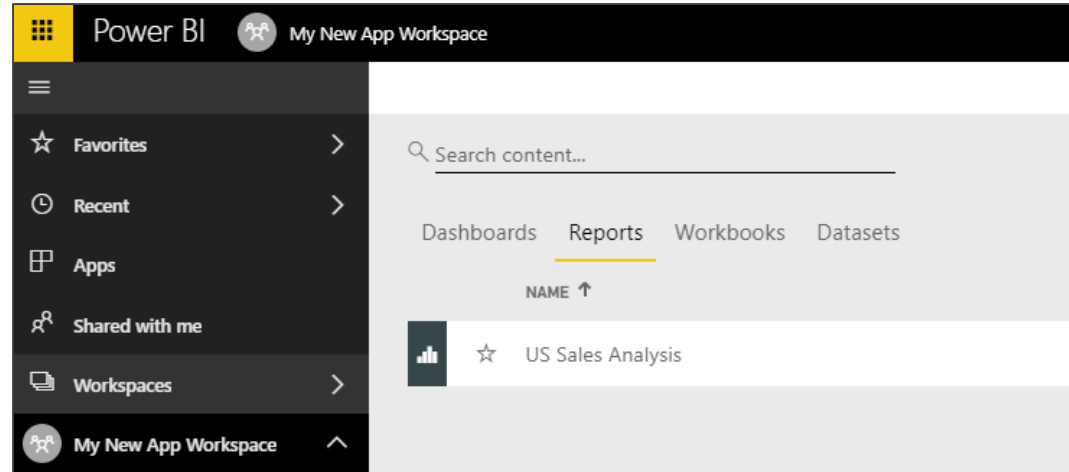 Power BI My New App Workspace
Favorites
Recent
Apps
Shared with me
Workspaces
My New App Workspace
Search content...
Dashboards Reports Workbooks Datasets
NAME ↑
US Sales Analysis